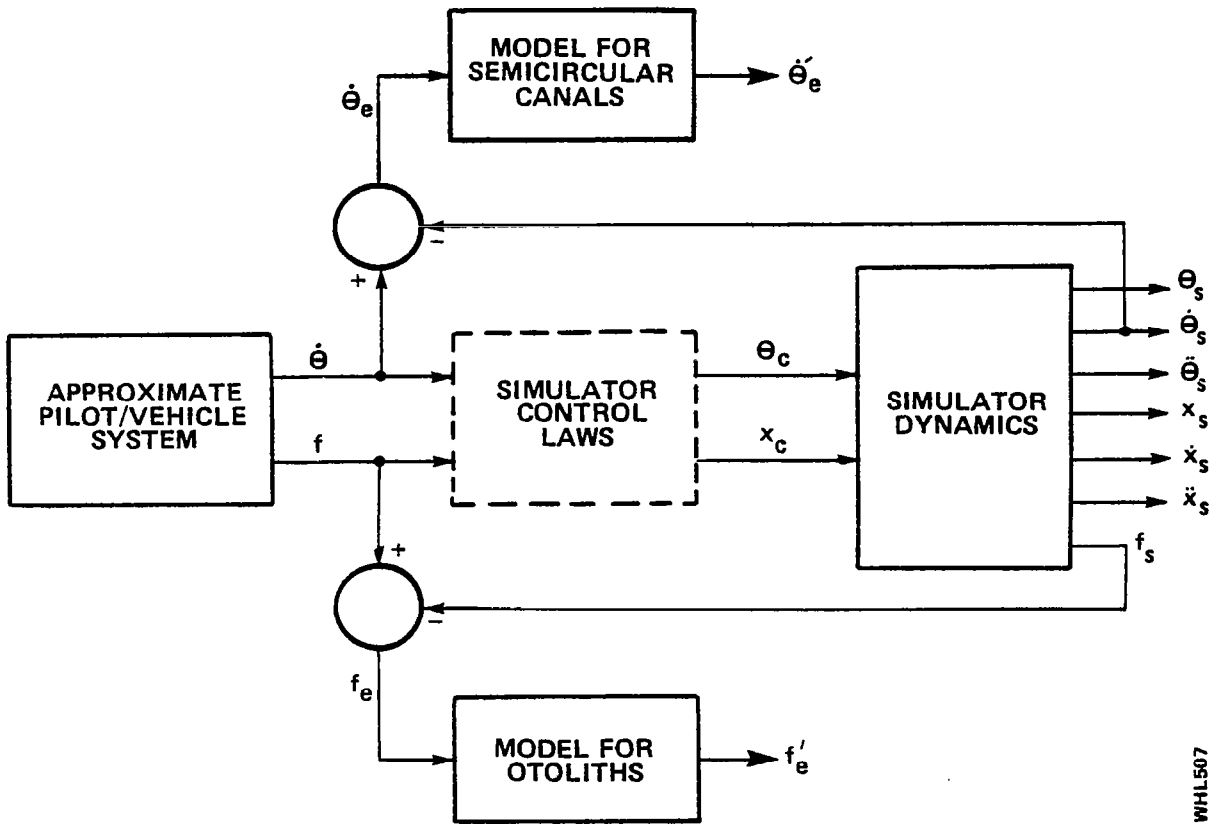 MODEL FOR
SEMICIRCULAR
CANALS
θ̇e′
θ̇e
−
+
APPROXIMATE
PILOT/VEHICLE
SYSTEM
θ̇
f
SIMULATOR
CONTROL
LAWS
θc
xc
SIMULATOR
DYNAMICS
θs
θ̇s
θ̈s
xs
ẋs
ẍs
fs
+
−
fe
MODEL FOR
OTOLITHS
fe′
WHL507